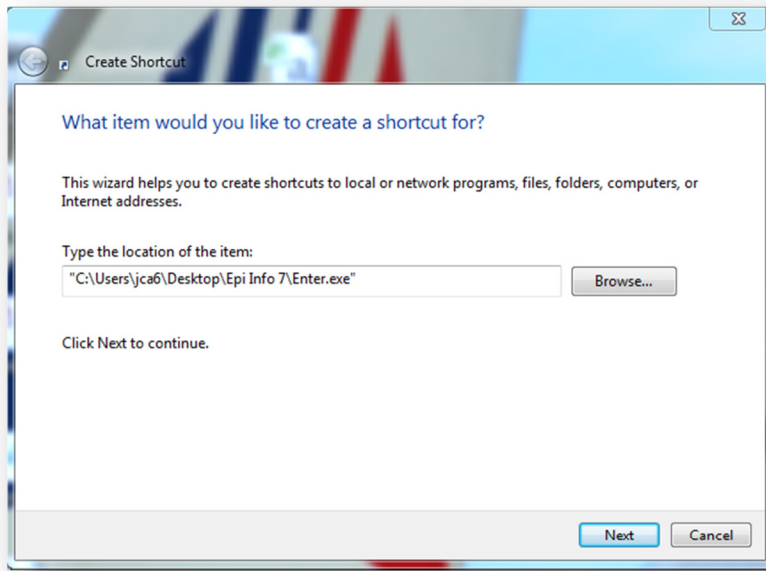 Create Shortcut
What item would you like to create a shortcut for?
This wizard helps you to create shortcuts to local or network programs, files, folders, computers, or
Internet addresses.
Type the location of the item:
"C:\Users\jca6\Desktop\Epi Info 7\Enter.exe"
Browse...
Click Next to continue.
Next
Cancel